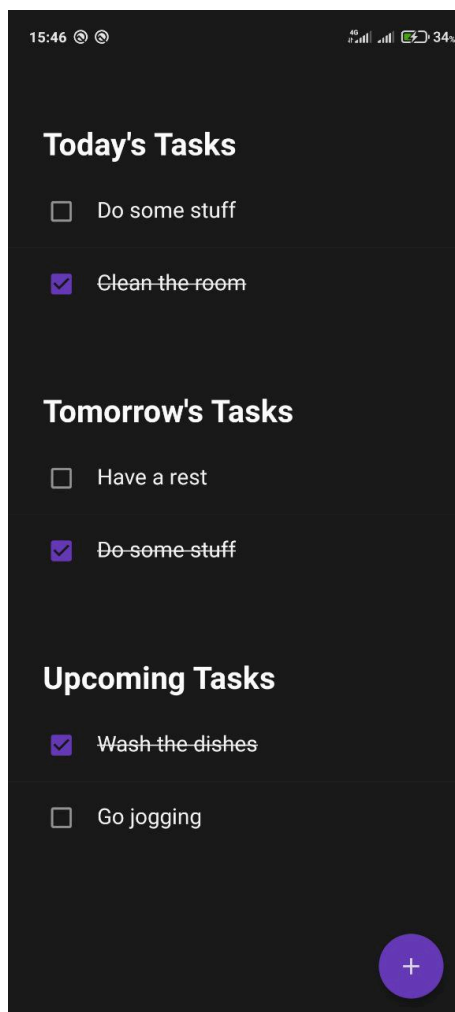 15:46
4G 34%
Today's Tasks
Do some stuff
Clean the room
Tomorrow's Tasks
Have a rest
Do some stuff
Upcoming Tasks
Wash the dishes
Go jogging
+